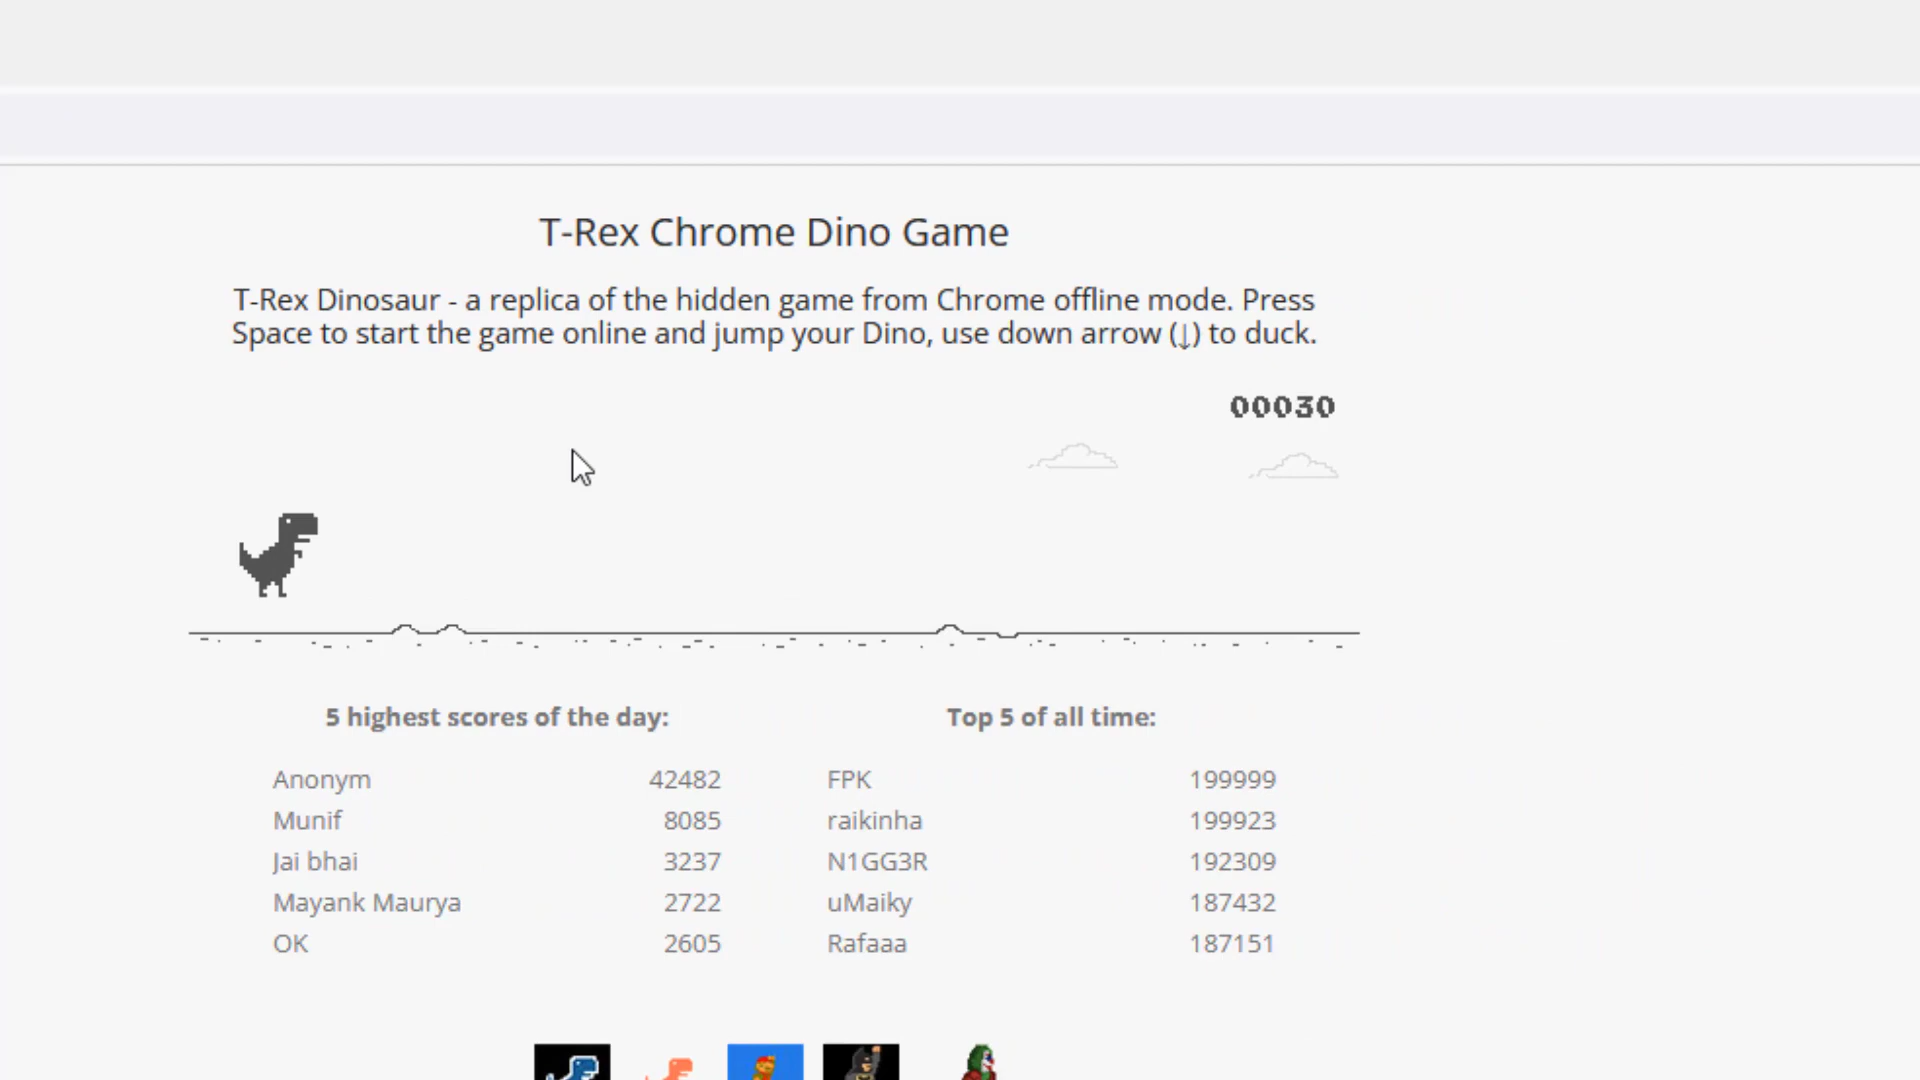 T-Rex Chrome Dino Game
T-Rex Dinosaur - a replica of the hidden game from Chrome offline mode. Press
Space to start the game online and jump your Dino, use down arrow (↓) to duck.
00030
5 highest scores of the day:
Anonym 42482
Munif 8085
Jai bhai 3237
Mayank Maurya 2722
OK 2605
Top 5 of all time:
FPK 199999
raikinha 199923
N1GG3R 192309
uMaiky 187432
Rafaaa 187151